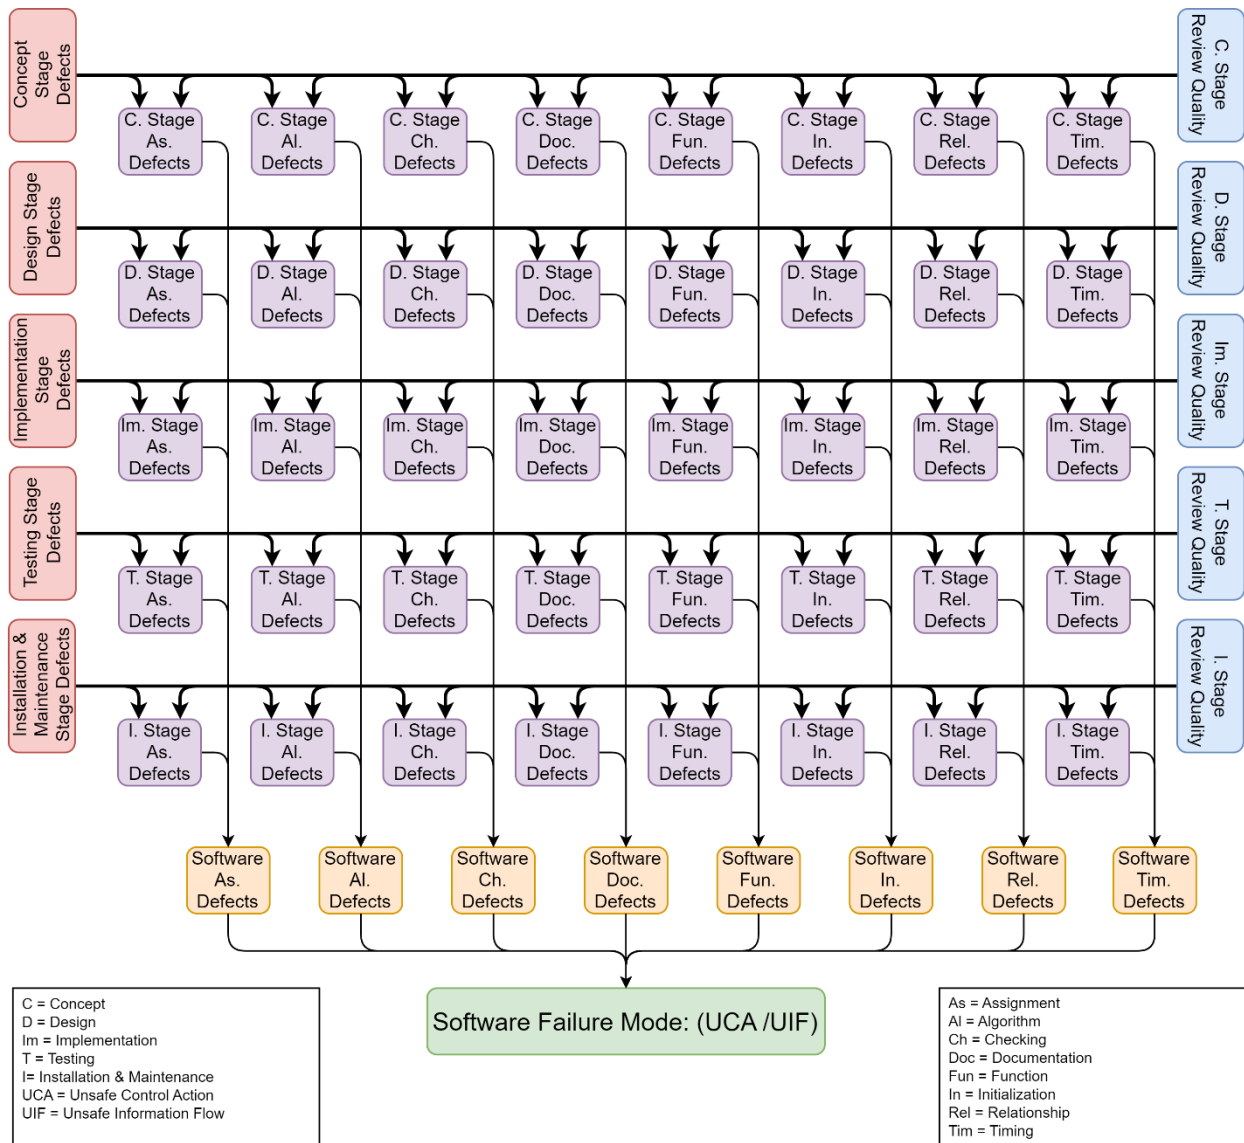 Concept
Stage
Defects
C. Stage
Review Quality
C. Stage
As.
Defects
C. Stage
Al.
Defects
C. Stage
Ch.
Defects
C. Stage
Doc.
Defects
C. Stage
Fun.
Defects
C. Stage
In.
Defects
C. Stage
Rel.
Defects
C. Stage
Tim.
Defects
Design Stage
Defects
D. Stage
Review Quality
D. Stage
As.
Defects
D. Stage
Al.
Defects
D. Stage
Ch.
Defects
D. Stage
Doc.
Defects
D. Stage
Fun.
Defects
D. Stage
In.
Defects
D. Stage
Rel.
Defects
D. Stage
Tim.
Defects
Implementation
Stage
Defects
Im. Stage
Review Quality
Im. Stage
As.
Defects
Im. Stage
Al.
Defects
Im. Stage
Ch.
Defects
Im. Stage
Doc.
Defects
Im. Stage
Fun.
Defects
Im. Stage
In.
Defects
Im. Stage
Rel.
Defects
Im. Stage
Tim.
Defects
Testing Stage
Defects
T. Stage
Review Quality
T. Stage
As.
Defects
T. Stage
Al.
Defects
T. Stage
Ch.
Defects
T. Stage
Doc.
Defects
T. Stage
Fun.
Defects
T. Stage
In.
Defects
T. Stage
Rel.
Defects
T. Stage
Tim.
Defects
Installation &
Maintenance
Stage Defects
I. Stage
Review Quality
I. Stage
As.
Defects
I. Stage
Al.
Defects
I. Stage
Ch.
Defects
I. Stage
Doc.
Defects
I. Stage
Fun.
Defects
I. Stage
In.
Defects
I. Stage
Rel.
Defects
I. Stage
Tim.
Defects
Software
As.
Defects
Software
Al.
Defects
Software
Ch.
Defects
Software
Doc.
Defects
Software
Fun.
Defects
Software
In.
Defects
Software
Rel.
Defects
Software
Tim.
Defects
Software Failure Mode: (UCA /UIF)
C = Concept
D = Design
Im = Implementation
T = Testing
I= Installation & Maintenance
UCA = Unsafe Control Action
UIF = Unsafe Information Flow
As = Assignment
Al = Algorithm
Ch = Checking
Doc = Documentation
Fun = Function
In = Initialization
Rel = Relationship
Tim = Timing